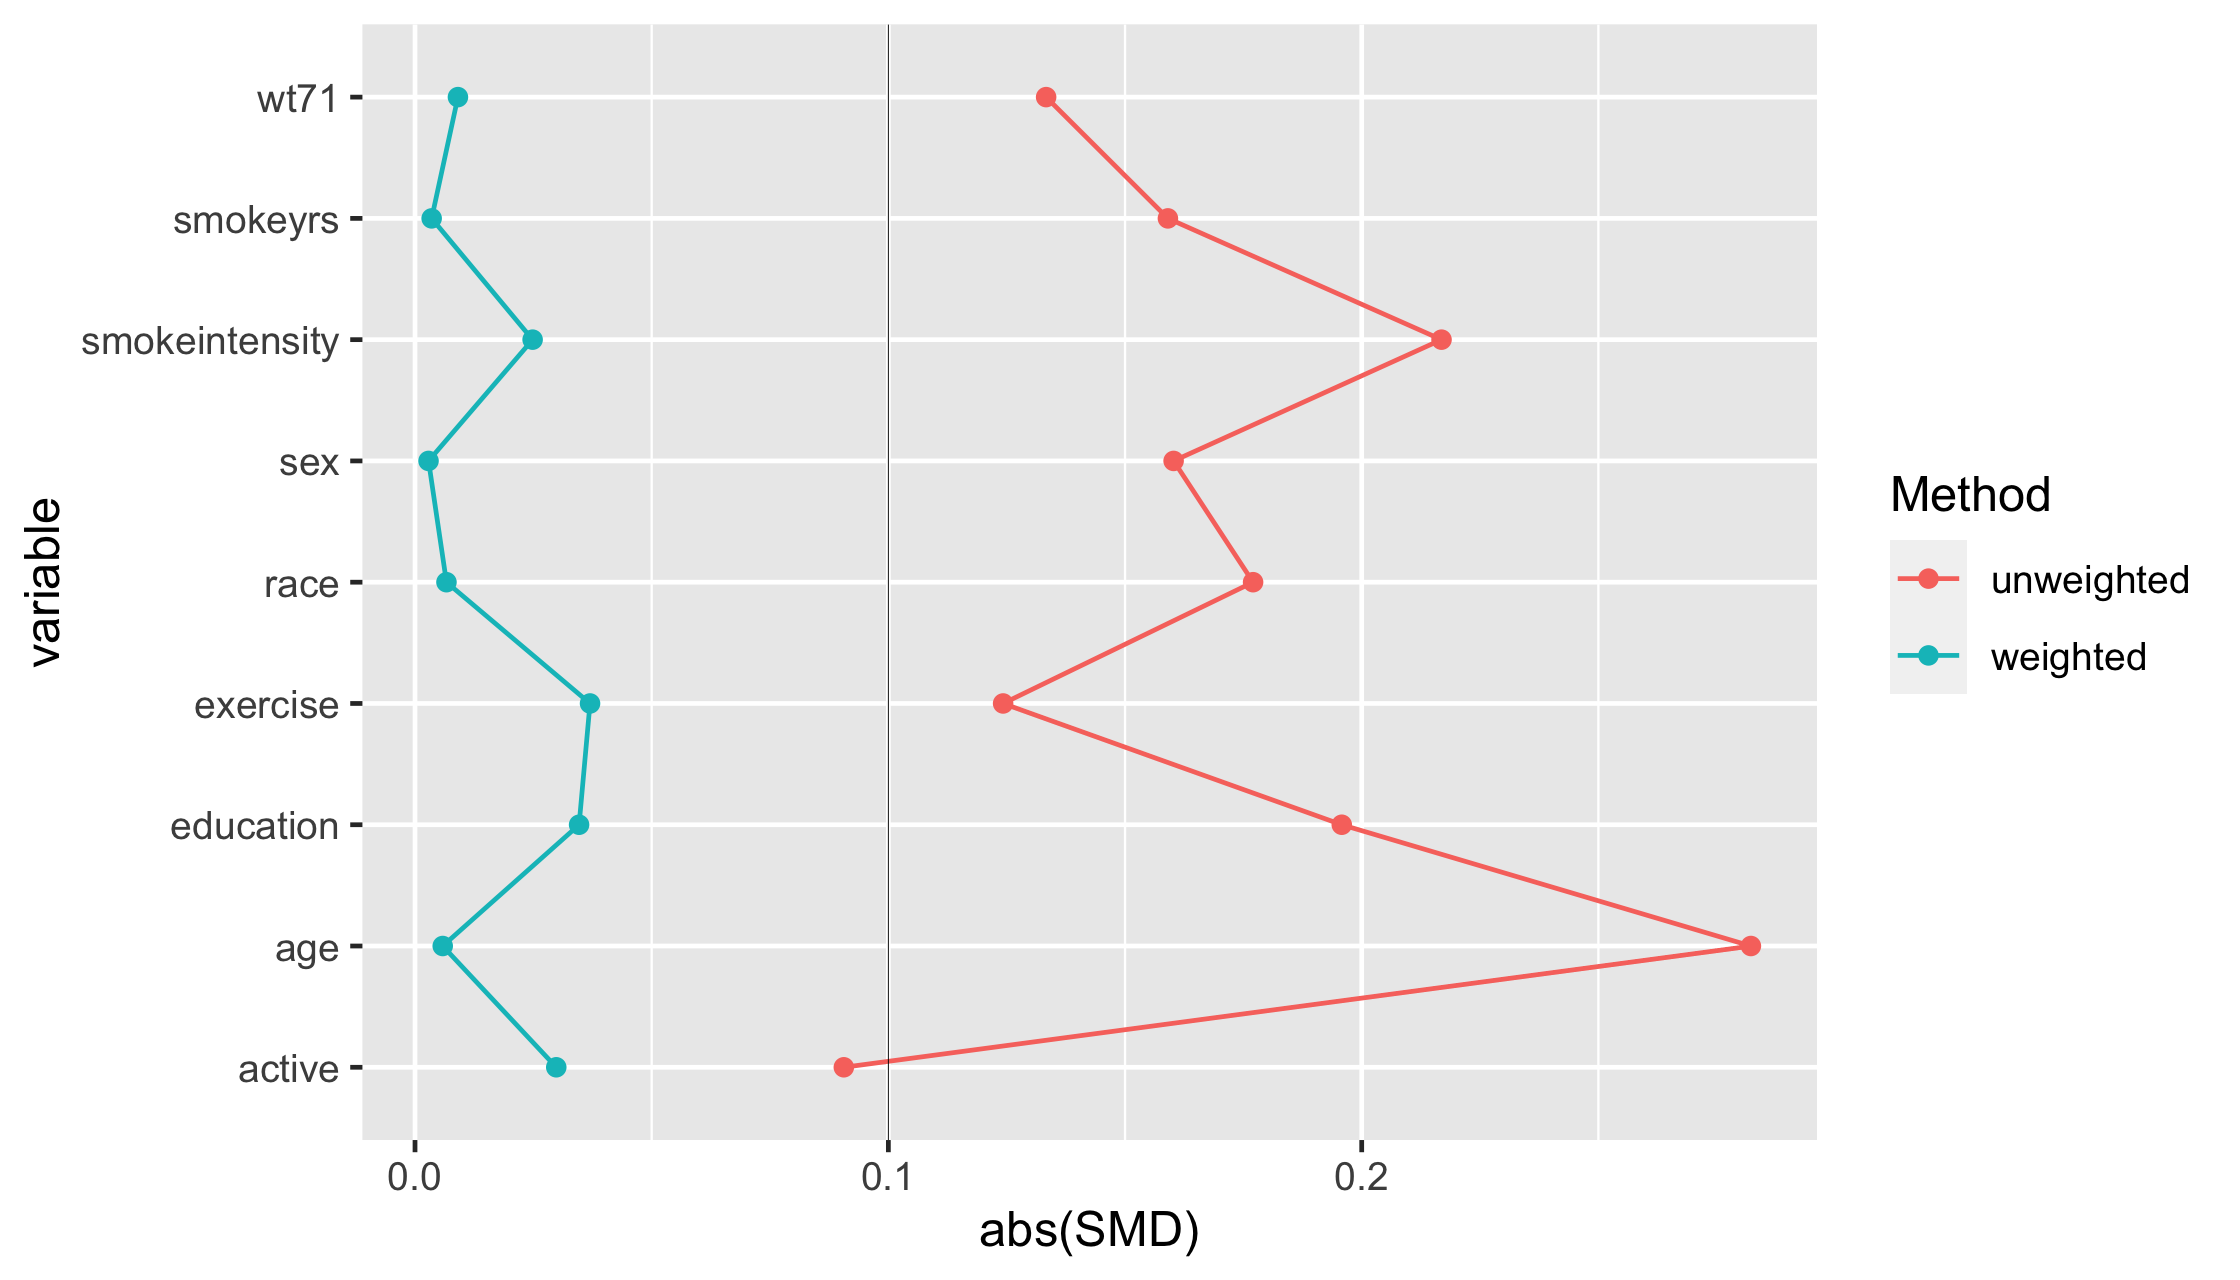 wt71
smokeyrs
smokeintensity
sex
race
exercise
education
age
active
variable
0.0
0.1
0.2
abs(SMD)
Method
unweighted
weighted